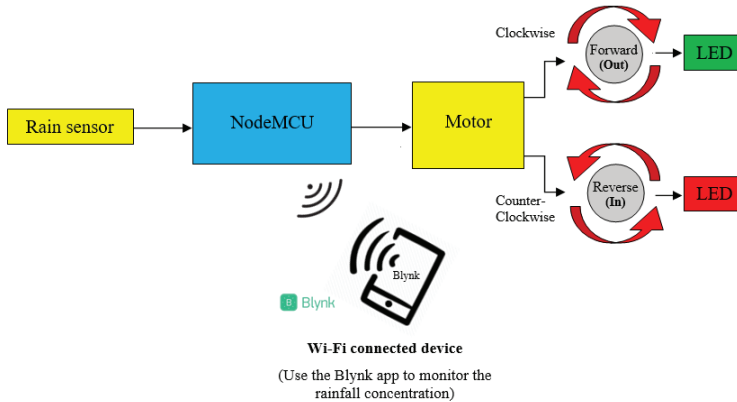 Clockwise
Forward
(Out)
LED
Rain sensor
NodeMCU
Motor
Counter-
Clockwise
Reverse
(In)
LED
Blynk
B Blynk
Wi-Fi connected device
(Use the Blynk app to monitor the
rainfall concentration)